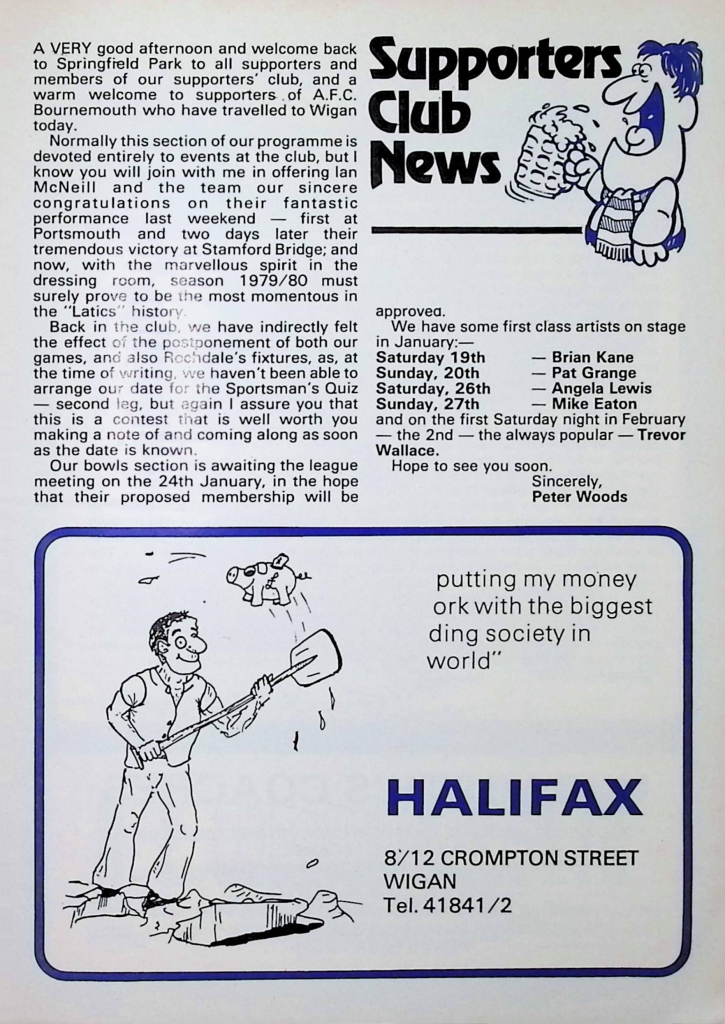 A VERY good afternoon and welcome back
to Springfield Park to all supporters and
members of our supporters' club, and a
warm welcome to supporters of A.F.C.
Bournemouth who have travelled to Wigan
today.
Normally this section of our programme is
devoted entirely to events at the club, but I
know you will join with me in offering Ian
McNeill and the team our sincere
congratulations on their fantastic
performance last weekend — first at
Portsmouth and two days later their
tremendous victory at Stamford Bridge; and
now, with the marvellous spirit in the
dressing room, season 1979/80 must
surely prove to be the most momentous in
the "Latics" history.
Back in the club, we have indirectly felt
the effect of the postponement of both our
games, and also Rochdale's fixtures, as, at
the time of writing, we haven't been able to
arrange our date for the Sportsman's Quiz
— second leg, but again I assure you that
this is a contest that is well worth you
making a note of and coming along as soon
as the date is known.
Our bowls section is awaiting the league
meeting on the 24th January, in the hope
that their proposed membership will be
Supporters
Club
News
approved.
We have some first class artists on stage
in January:—
Saturday 19th — Brian Kane
Sunday, 20th — Pat Grange
Saturday, 26th — Angela Lewis
Sunday, 27th — Mike Eaton
and on the first Saturday night in February
— the 2nd — the always popular — Trevor
Wallace.
Hope to see you soon.
Sincerely,
Peter Woods
putting my money
ork with the biggest
ding society in
world"
HALIFAX
8/12 CROMPTON STREET
WIGAN
Tel. 41841/2